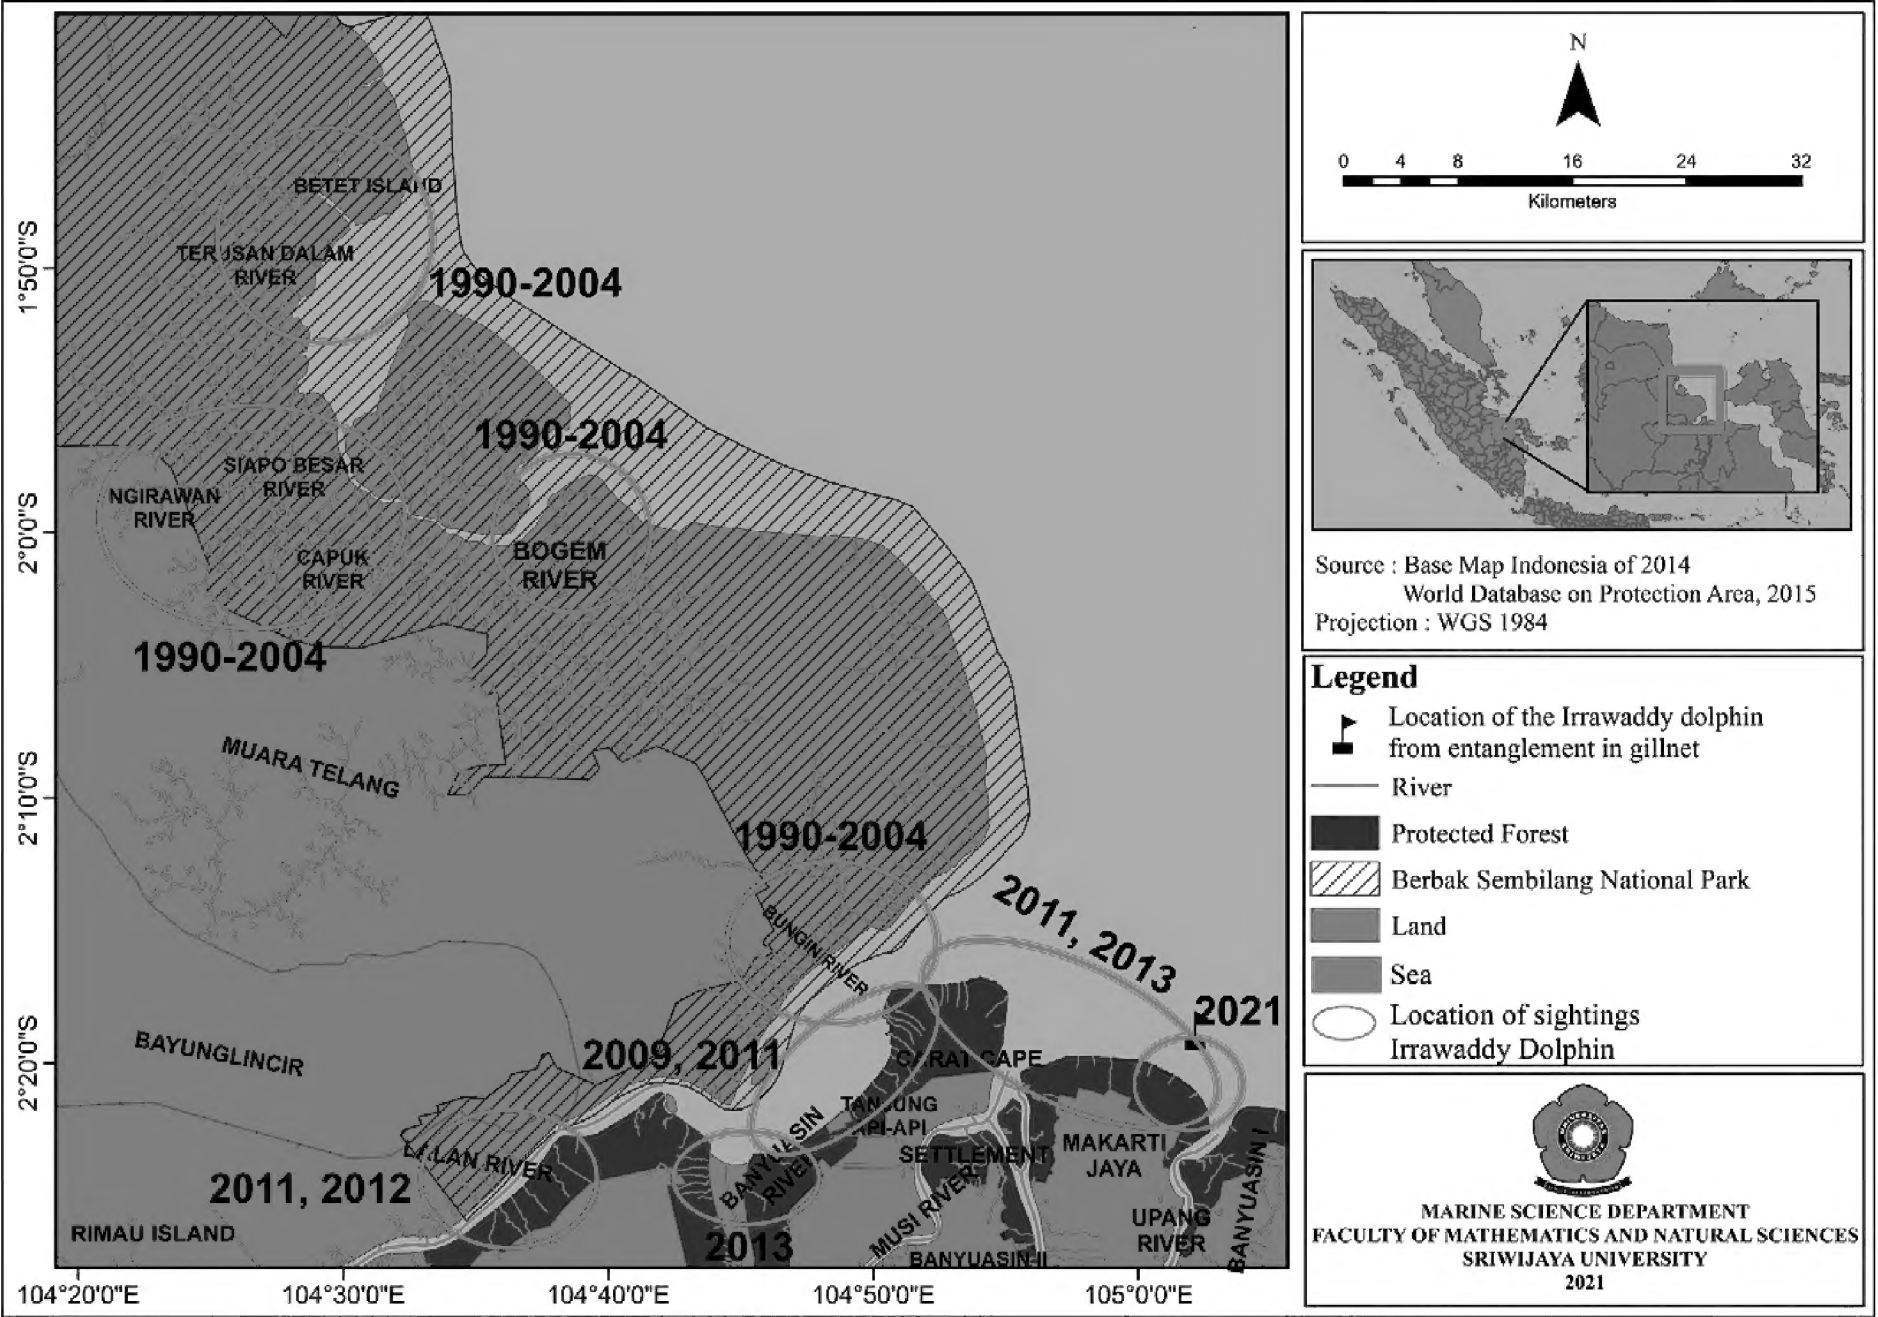 BETET ISLAND
TERUSAN DALAM
RIVER
1990-2004
1990-2004
SIAPO BESAR
RIVER
NGIRAWAN
RIVER
CAPUK
RIVER
BOGEM
RIVER
1990-2004
MUARA TELANG
1990-2004
BUNGIN RIVER
2011, 2013
2021
BAYUNGLINCIR
2009, 2011
CARAT CAPE
TANJUNG
API-API
SETTLEMENT
MAKARTI
JAYA
LALAN RIVER
2011, 2012
BANYUASIN
RIVER
MUSI RIVER
RIMAU ISLAND
2013
UPANG
RIVER
BANYUASIN I
BANYUASIN II
1°50'0"S
2°0'0"S
2°10'0"S
2°20'0"S
104°20'0"E
104°30'0"E
104°40'0"E
104°50'0"E
105°0'0"E
N
0 4 8 16 24 32
Kilometers
Source : Base Map Indonesia of 2014
World Database on Protection Area, 2015
Projection : WGS 1984
Legend
Location of the Irrawaddy dolphin
from entanglement in gillnet
River
Protected Forest
Berbak Sembilang National Park
Land
Sea
Location of sightings
Irrawaddy Dolphin
MARINE SCIENCE DEPARTMENT
FACULTY OF MATHEMATICS AND NATURAL SCIENCES
SRIWIJAYA UNIVERSITY
2021